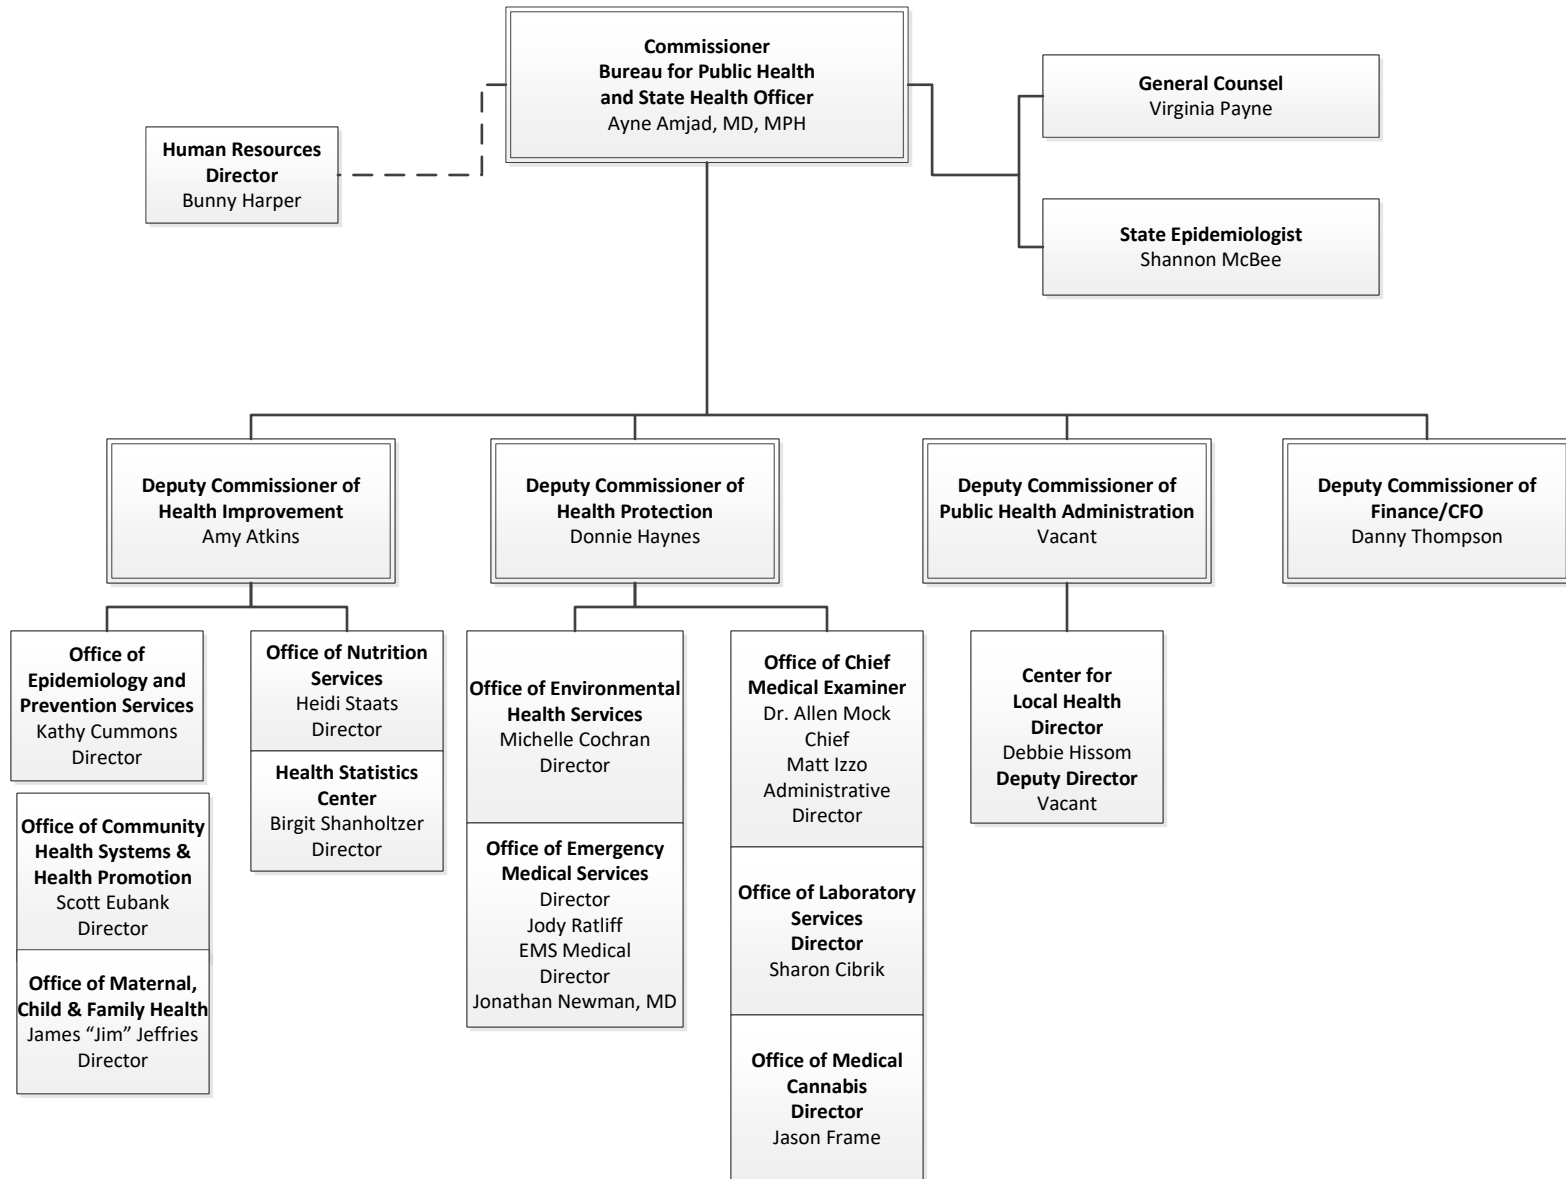 Commissioner
Bureau for Public Health
and State Health Officer
Ayne Amjad, MD, MPH
General Counsel
Virginia Payne
Human Resources
Director
Bunny Harper
State Epidemiologist
Shannon McBee
Deputy Commissioner of
Health Improvement
Amy Atkins
Deputy Commissioner of
Health Protection
Donnie Haynes
Deputy Commissioner of
Public Health Administration
Vacant
Deputy Commissioner of
Finance/CFO
Danny Thompson
Office of
Epidemiology and
Prevention Services
Kathy Cummons
Director
Office of Community
Health Systems &
Health Promotion
Scott Eubank
Director
Office of Maternal,
Child & Family Health
James “Jim” Jeffries
Director
Office of Nutrition
Services
Heidi Staats
Director
Health Statistics
Center
Birgit Shanholtzer
Director
Office of Environmental
Health Services
Michelle Cochran
Director
Office of Emergency
Medical Services
Director
Jody Ratliff
EMS Medical
Director
Jonathan Newman, MD
Office of Chief
Medical Examiner
Dr. Allen Mock
Chief
Matt Izzo
Administrative
Director
Office of Laboratory
Services
Director
Sharon Cibrik
Office of Medical
Cannabis
Director
Jason Frame
Center for
Local Health
Director
Debbie Hissom
Deputy Director
Vacant